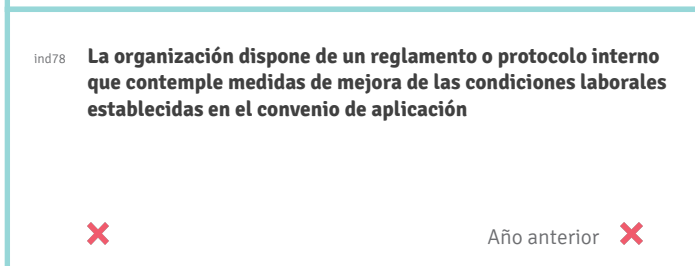 ind78 La organización dispone de un reglamento o protocolo interno
que contemple medidas de mejora de las condiciones laborales
establecidas en el convenio de aplicación
Año anterior